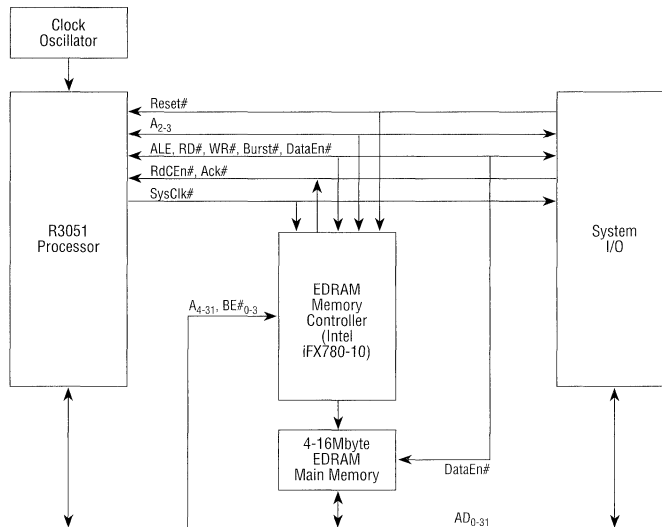 Clock
Oscillator
Reset#
A2-3
ALE, RD#, WR#, Burst#, DataEn#
RdCEn#, Ack#
SysClk#
R3051
Processor
System
I/O
EDRAM
Memory
Controller
(Intel
iFX780-10)
A4-31, BE#0-3
4-16Mbyte
EDRAM
Main Memory
DataEn#
AD0-31